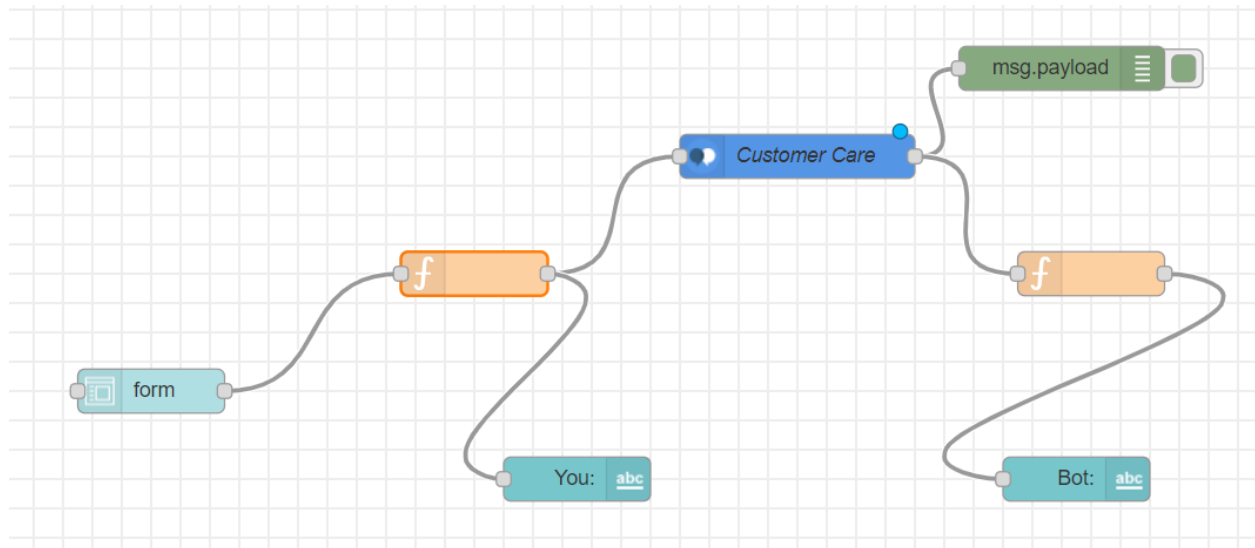 msg.payload
Customer Care
f
f
form
You:
abc
Bot:
abc